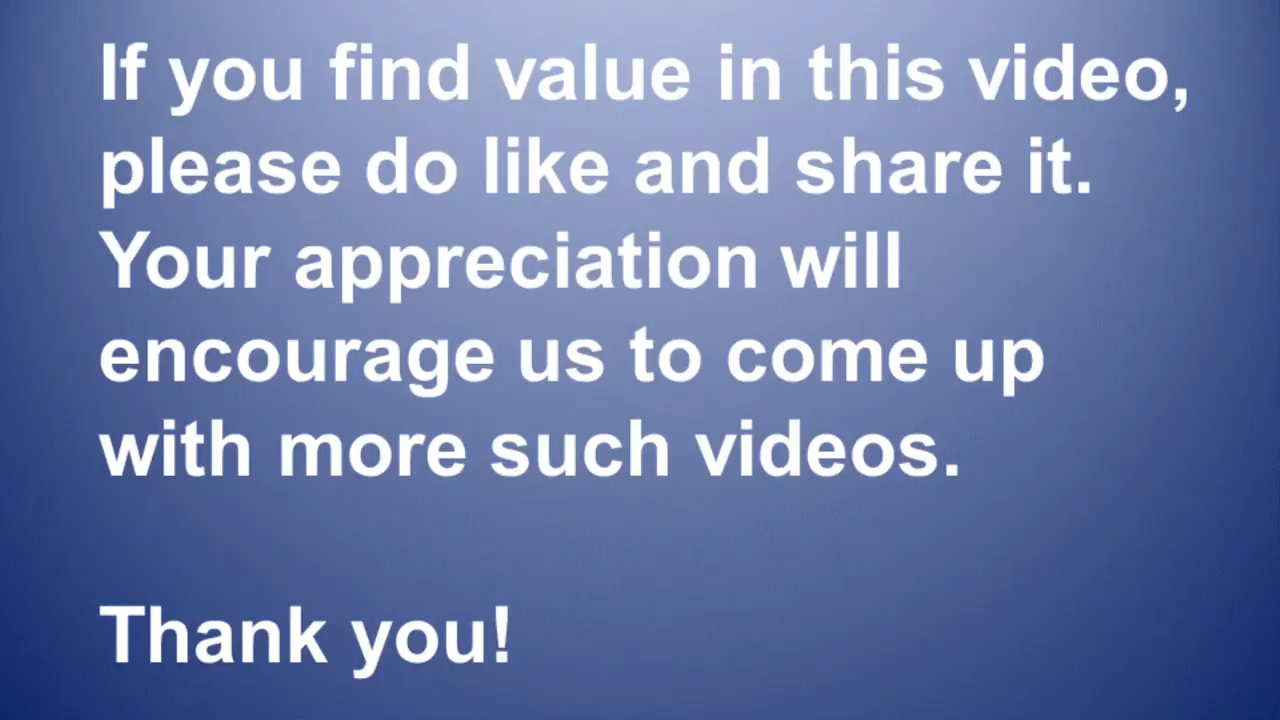 If you find value in this video,
please do like and share it.
Your appreciation will
encourage us to come up
with more such videos.
Thank you!